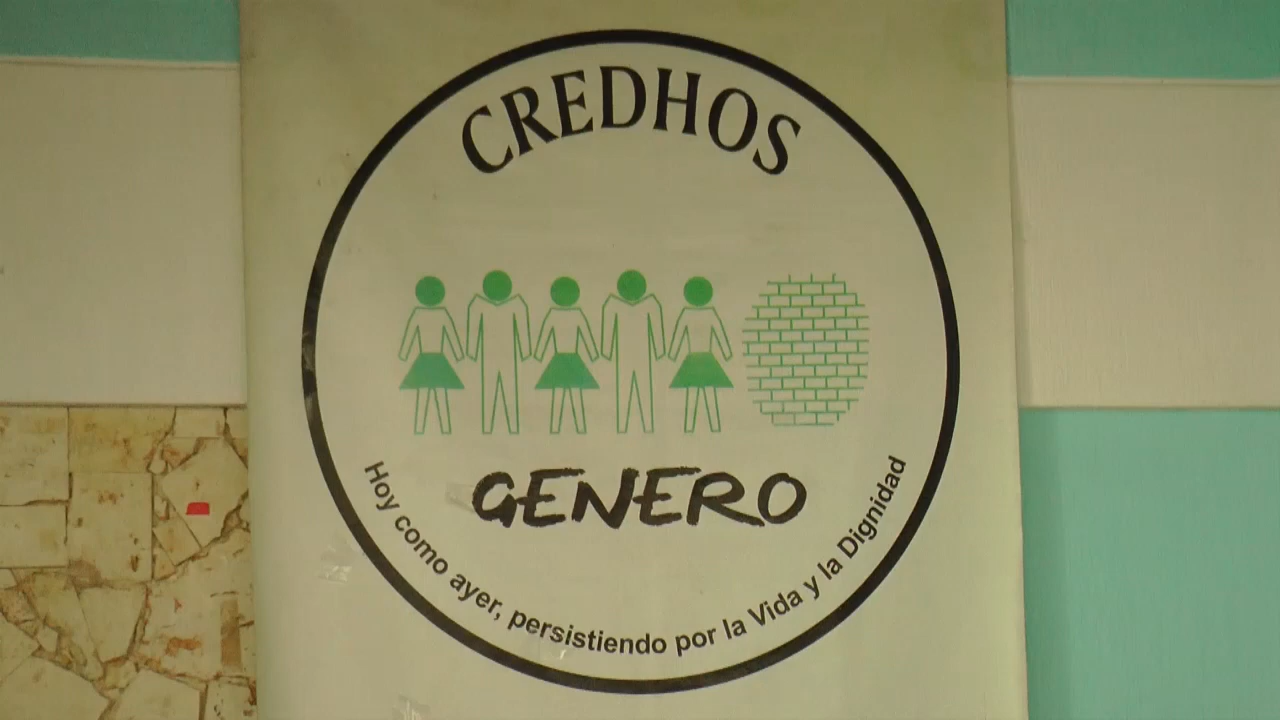 CREDHOS
GENERO
Hoy como ayer, persistiendo por la Vida y la Dignidad